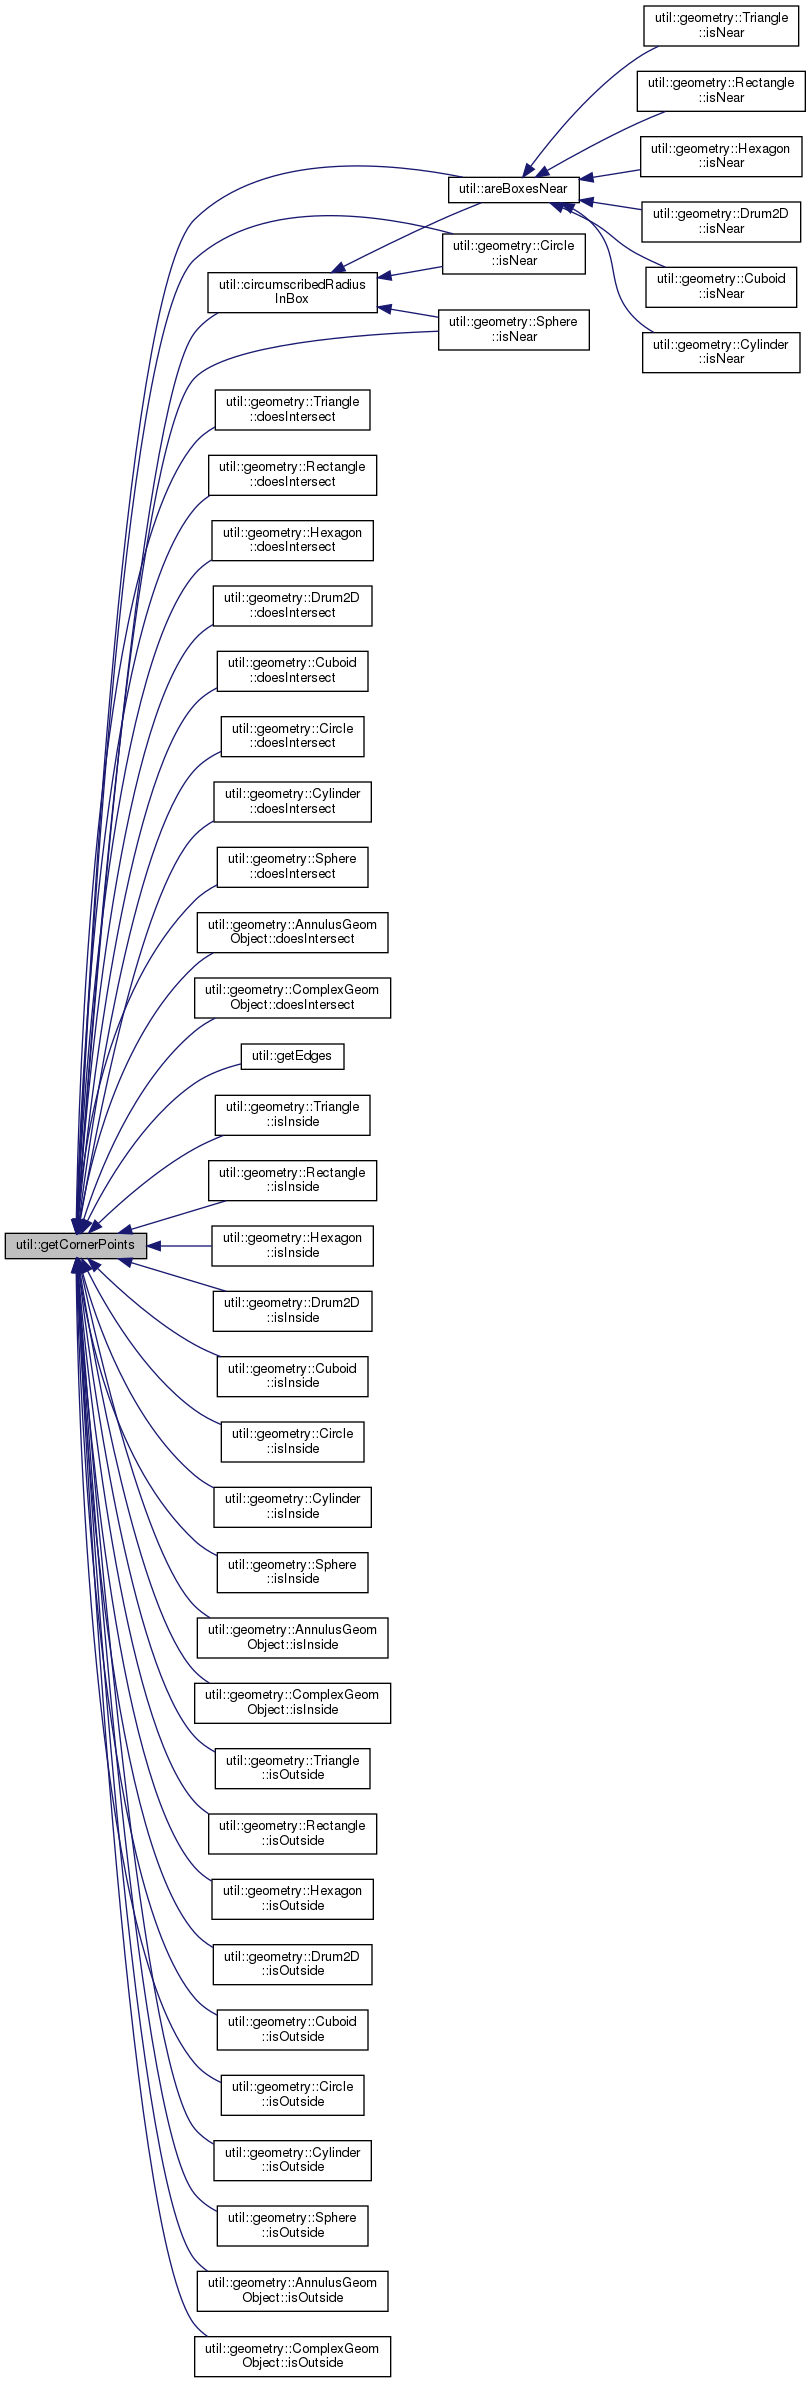 util::geometry::Triangle
::isNear
util::geometry::Rectangle
::isNear
util::geometry::Hexagon
::isNear
util::areBoxesNear
util::geometry::Drum2D
::isNear
util::geometry::Circle
::isNear
util::geometry::Cuboid
::isNear
util::circumscribedRadius
InBox
util::geometry::Sphere
::isNear
util::geometry::Cylinder
::isNear
util::geometry::Triangle
::doesIntersect
util::geometry::Rectangle
::doesIntersect
util::geometry::Hexagon
::doesIntersect
util::geometry::Drum2D
::doesIntersect
util::geometry::Cuboid
::doesIntersect
util::geometry::Circle
::doesIntersect
util::geometry::Cylinder
::doesIntersect
util::geometry::Sphere
::doesIntersect
util::geometry::AnnulusGeom
Object::doesIntersect
util::geometry::ComplexGeom
Object::doesIntersect
util::getEdges
util::geometry::Triangle
::isInside
util::geometry::Rectangle
::isInside
util::getCornerPoints
util::geometry::Hexagon
::isInside
util::geometry::Drum2D
::isInside
util::geometry::Cuboid
::isInside
util::geometry::Circle
::isInside
util::geometry::Cylinder
::isInside
util::geometry::Sphere
::isInside
util::geometry::AnnulusGeom
Object::isInside
util::geometry::ComplexGeom
Object::isInside
util::geometry::Triangle
::isOutside
util::geometry::Rectangle
::isOutside
util::geometry::Hexagon
::isOutside
util::geometry::Drum2D
::isOutside
util::geometry::Cuboid
::isOutside
util::geometry::Circle
::isOutside
util::geometry::Cylinder
::isOutside
util::geometry::Sphere
::isOutside
util::geometry::AnnulusGeom
Object::isOutside
util::geometry::ComplexGeom
Object::isOutside